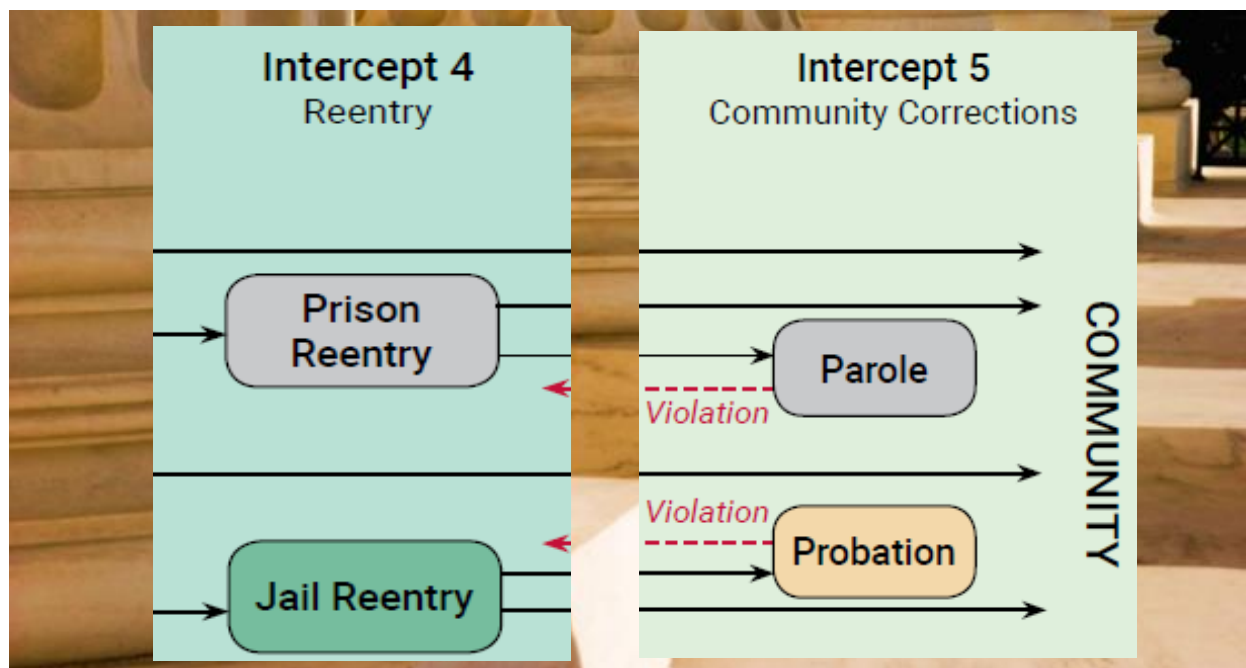 Intercept 4
Reentry
Prison
Reentry
Jail Reentry
Intercept 5
Community Corrections
Parole
Violation
Violation
Probation
COMMUNITY